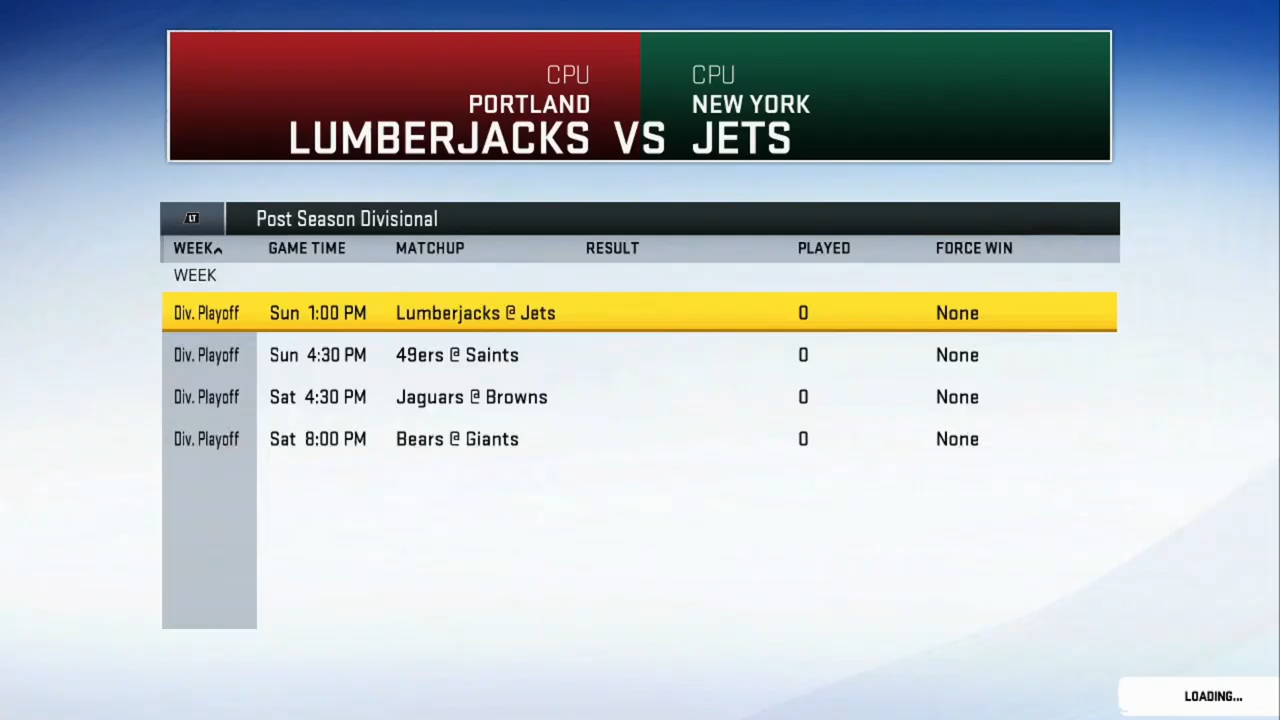 CPU CPU
PORTLAND NEW YORK
LUMBERJACKS VS JETS
LT Post Season Divisional
WEEK GAME TIME MATCHUP RESULT PLAYED FORCE WIN
WEEK
Div. Playoff Sun 1:00 PM Lumberjacks @ Jets 0 None
Div. Playoff Sun 4:30 PM 49ers @ Saints 0 None
Div. Playoff Sat 4:30 PM Jaguars @ Browns 0 None
Div. Playoff Sat 8:00 PM Bears @ Giants 0 None
LOADING...